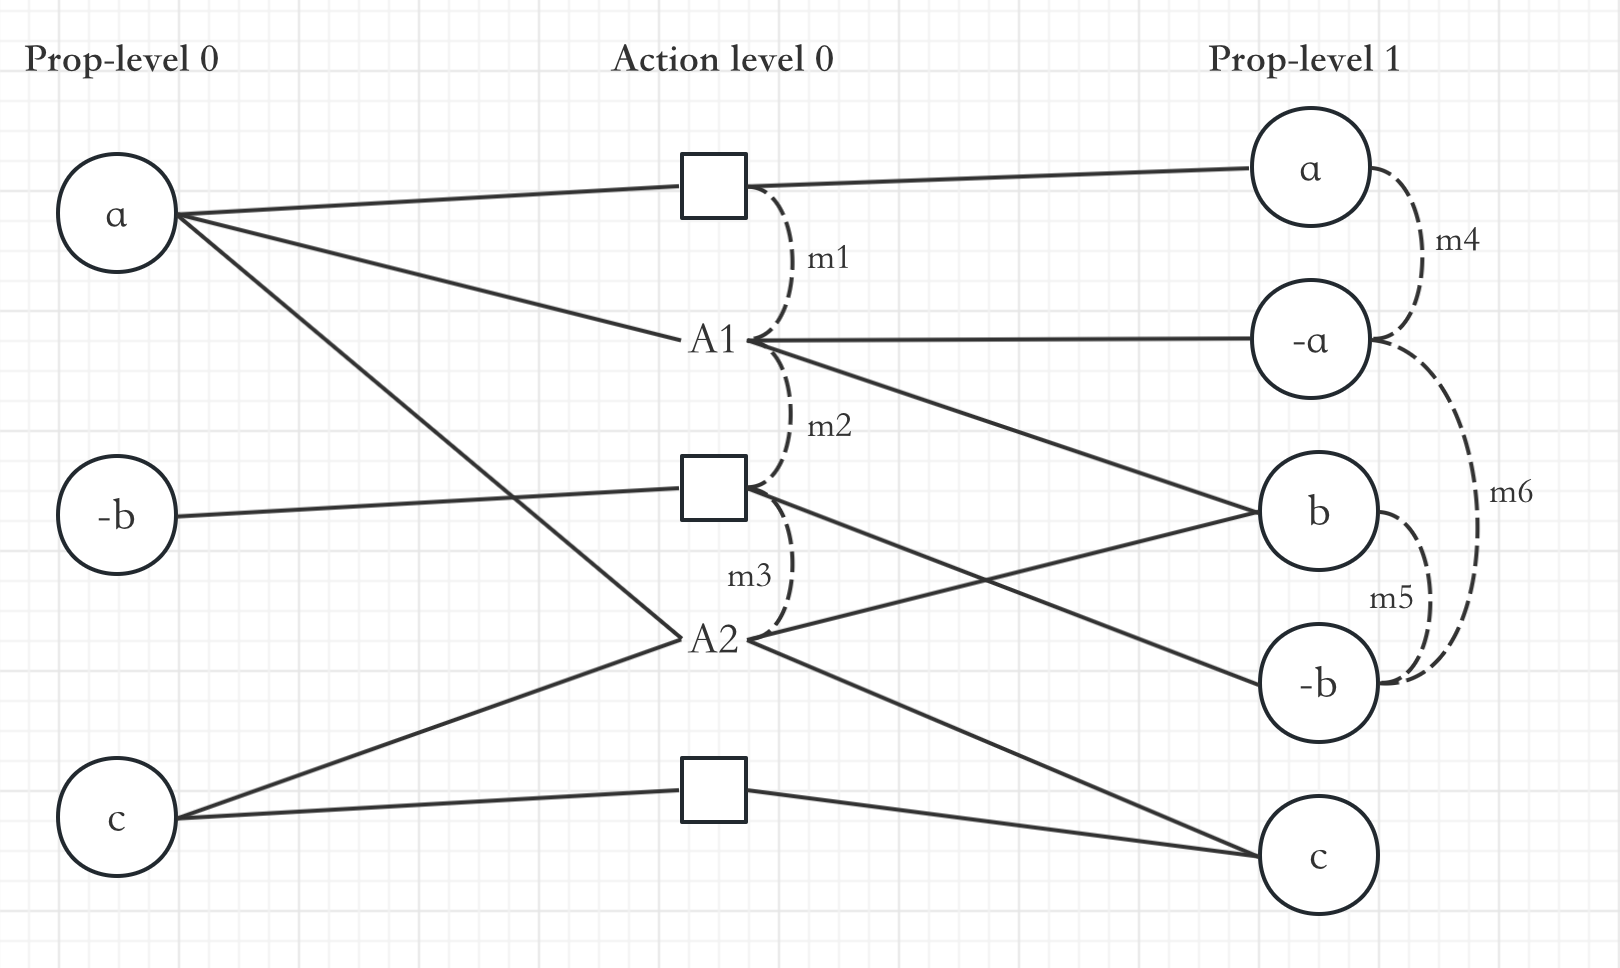 Prop-level 0
Action level 0
Prop-level 1
a
a
m1
m4
A1
-a
m2
-b
b
m6
m3
m5
A2
-b
c
c